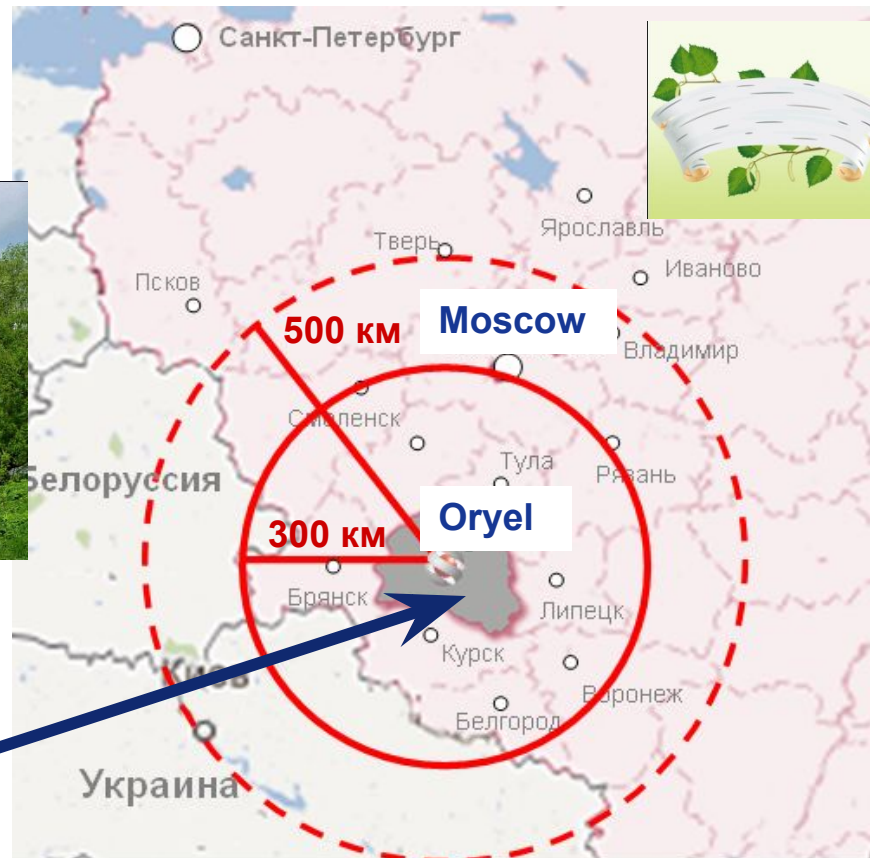 Санкт-Петербург
Ярославль
Тверь
Иваново
Псков
500 км
Moscow
Владимир
Смоленск
Тула
Рязань
Белоруссия
Oryel
300 км
Брянск
Липецк
Курск
Киев
Воронеж
Белгород
Украина